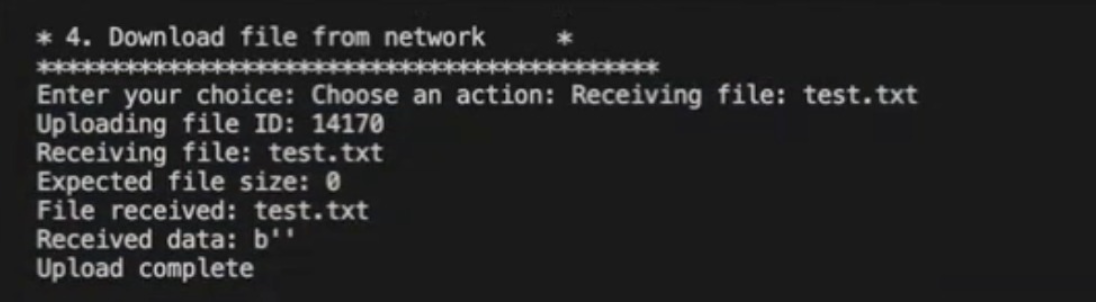 * 4. Download file from network     *
*******************************************
Enter your choice: Choose an action: Receiving file: test.txt
Uploading file ID: 14170
Receiving file: test.txt
Expected file size: 0
File received: test.txt
Received data: b''
Upload complete